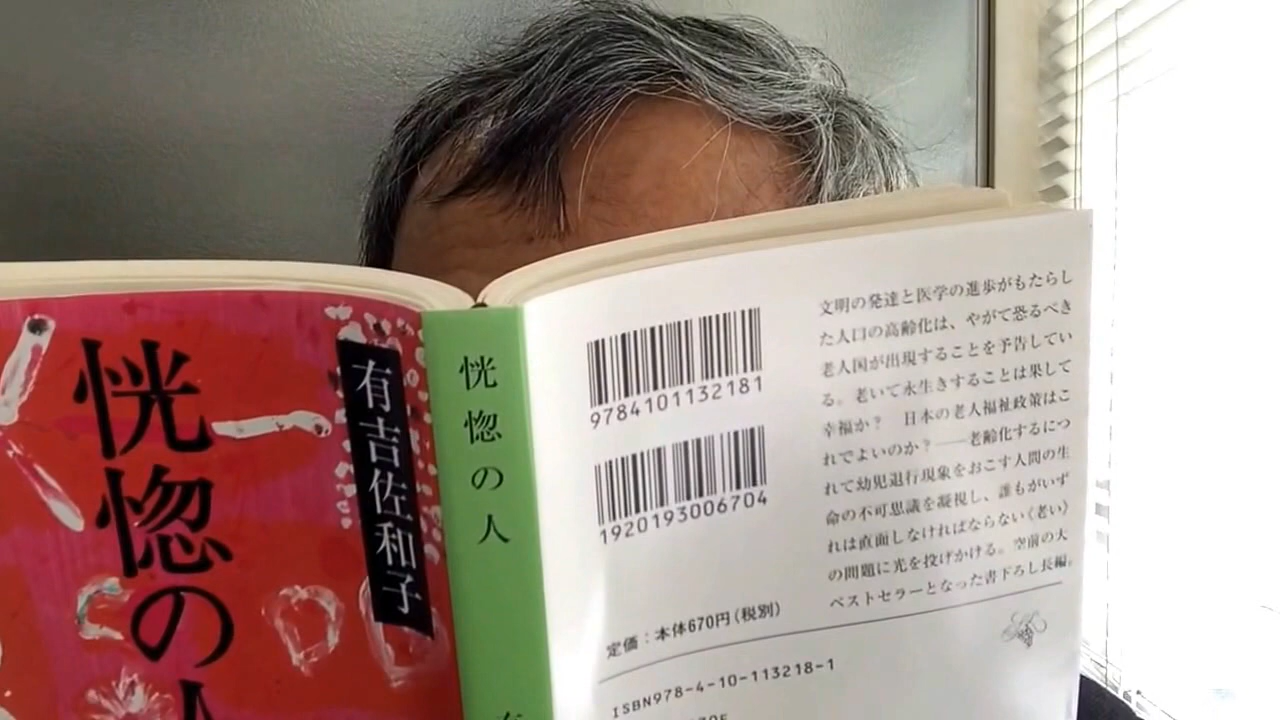 恍惚の人
有吉佐和子
恍惚の人
有
9784101132181
1920193006704
文明の発達と医学の進歩がもたらし
た人口の高齢化は、やがて恐るべき
老人国が出現することを予告してい
る。老いて永生きすることは果して
幸福か？　日本の老人福祉政策はこ
れでよいのか？――老齢化するにつ
れて幼児退行現象をおこす人間の生
命の不可思議を凝視し、誰もがいず
れは直面しなければならない《老い》
の問題に光を投げかける。空前の大
ベストセラーとなった書下ろし長編。
定価：本体670円（税別）
ISBN978-4-10-113218-1